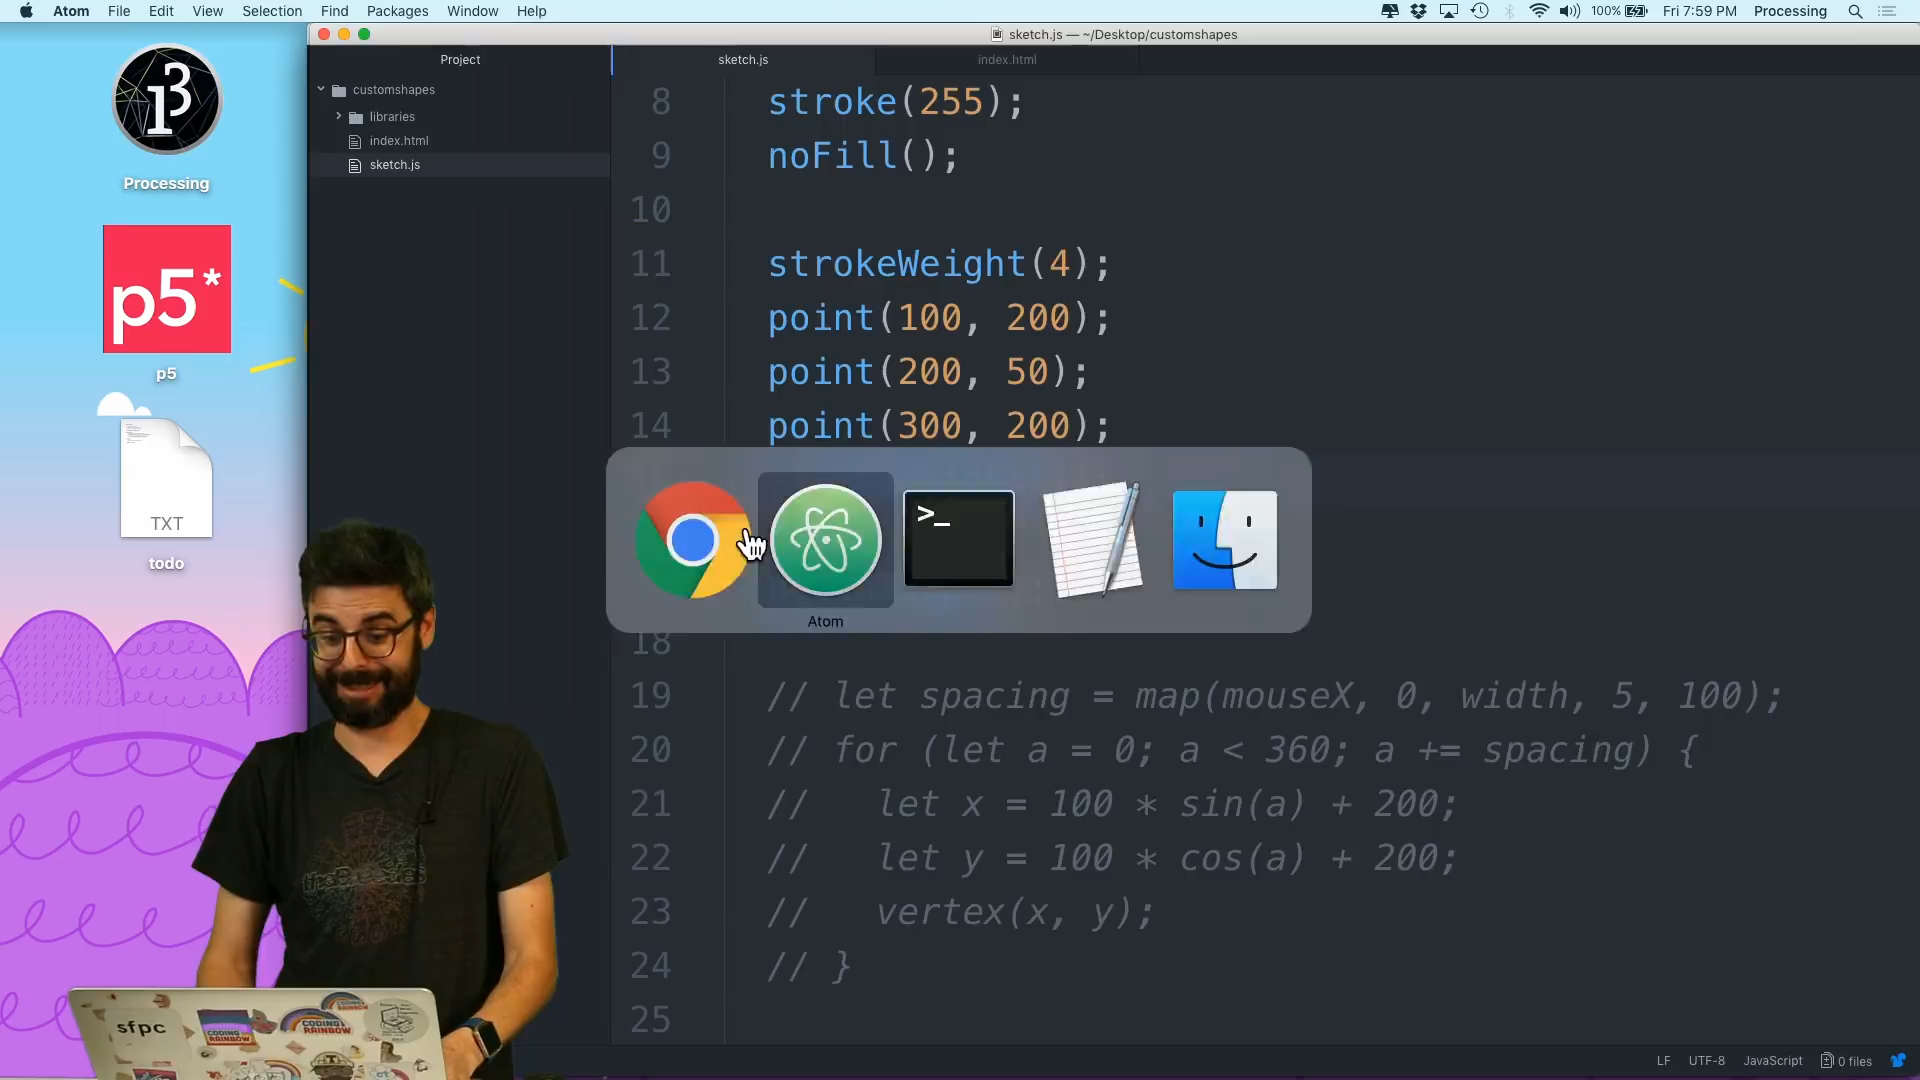 Atom File Edit View Selection Find Packages Window Help
100% Fri 7:59 PM Processing
sketch.js — ~/Desktop/customshapes
Project
sketch.js
index.html
customshapes
libraries
index.html
sketch.js
Processing
p5*
p5
TXT
todo
8 stroke(255);
9 noFill();
10
11 strokeWeight(4);
12 point(100, 200);
13 point(200, 50);
14 point(300, 200);
>_
Atom
18
19 // let spacing = map(mouseX, 0, width, 5, 100);
20 // for (let a = 0; a < 360; a += spacing) {
21 // let x = 100 * sin(a) + 200;
22 // let y = 100 * cos(a) + 200;
23 // vertex(x, y);
24 // }
25
sfpc
CODING RAINBOW
CODING RAINBOW
LF UTF-8 JavaScript 0 files